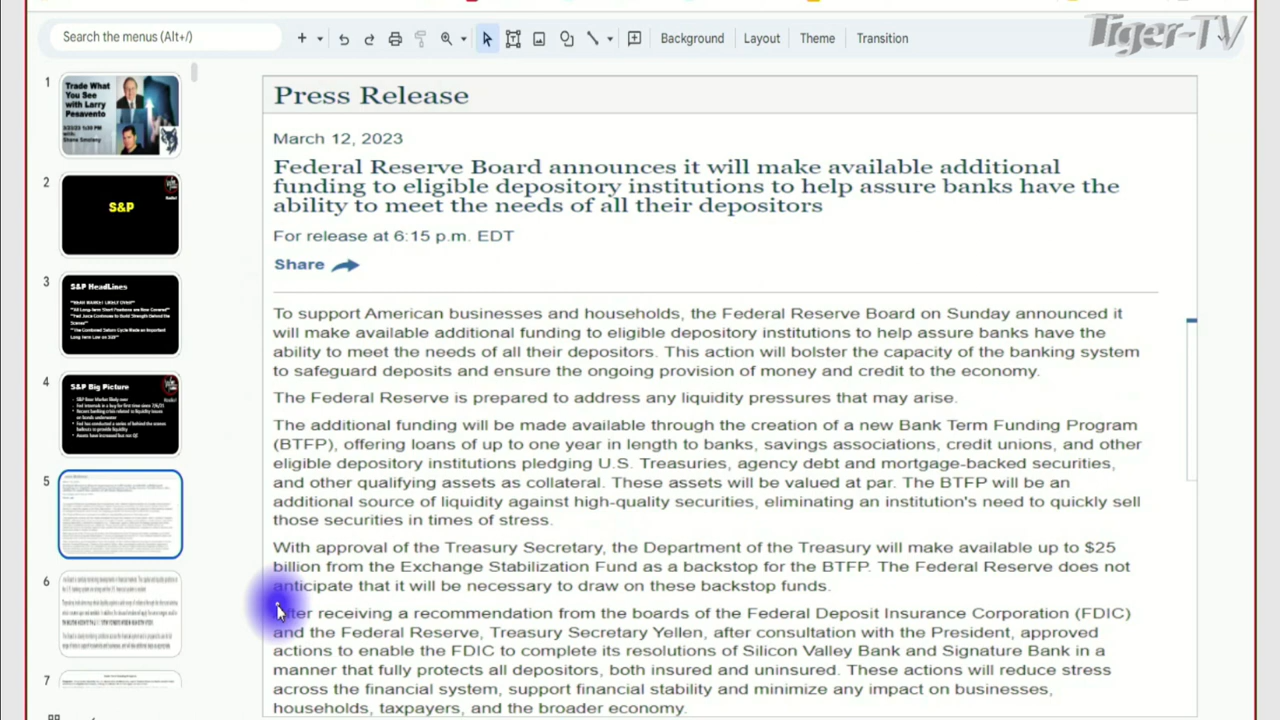 Tiger-TV
Search the menus (Alt+/)
Background
Layout
Theme
Transition
1
Trade What
You See
with Larry
Pesavento
2
S&P
3
S&P HeadLines
4
S&P Big Picture
5
6
7
Press Release
March 12, 2023
Federal Reserve Board announces it will make available additional
funding to eligible depository institutions to help assure banks have the
ability to meet the needs of all their depositors
For release at 6:15 p.m. EDT
Share
To support American businesses and households, the Federal Reserve Board on Sunday announced it
will make available additional funding to eligible depository institutions to help assure banks have the
ability to meet the needs of all their depositors. This action will bolster the capacity of the banking system
to safeguard deposits and ensure the ongoing provision of money and credit to the economy.
The Federal Reserve is prepared to address any liquidity pressures that may arise.
The additional funding will be made available through the creation of a new Bank Term Funding Program
(BTFP), offering loans of up to one year in length to banks, savings associations, credit unions, and other
eligible depository institutions pledging U.S. Treasuries, agency debt and mortgage-backed securities,
and other qualifying assets as collateral. These assets will be valued at par. The BTFP will be an
additional source of liquidity against high-quality securities, eliminating an institution's need to quickly sell
those securities in times of stress.
With approval of the Treasury Secretary, the Department of the Treasury will make available up to $25
billion from the Exchange Stabilization Fund as a backstop for the BTFP. The Federal Reserve does not
anticipate that it will be necessary to draw on these backstop funds.
After receiving a recommendation from the boards of the Federal Deposit Insurance Corporation (FDIC)
and the Federal Reserve, Treasury Secretary Yellen, after consultation with the President, approved
actions to enable the FDIC to complete its resolutions of Silicon Valley Bank and Signature Bank in a
manner that fully protects all depositors, both insured and uninsured. These actions will reduce stress
across the financial system, support financial stability and minimize any impact on businesses,
households, taxpayers, and the broader economy.